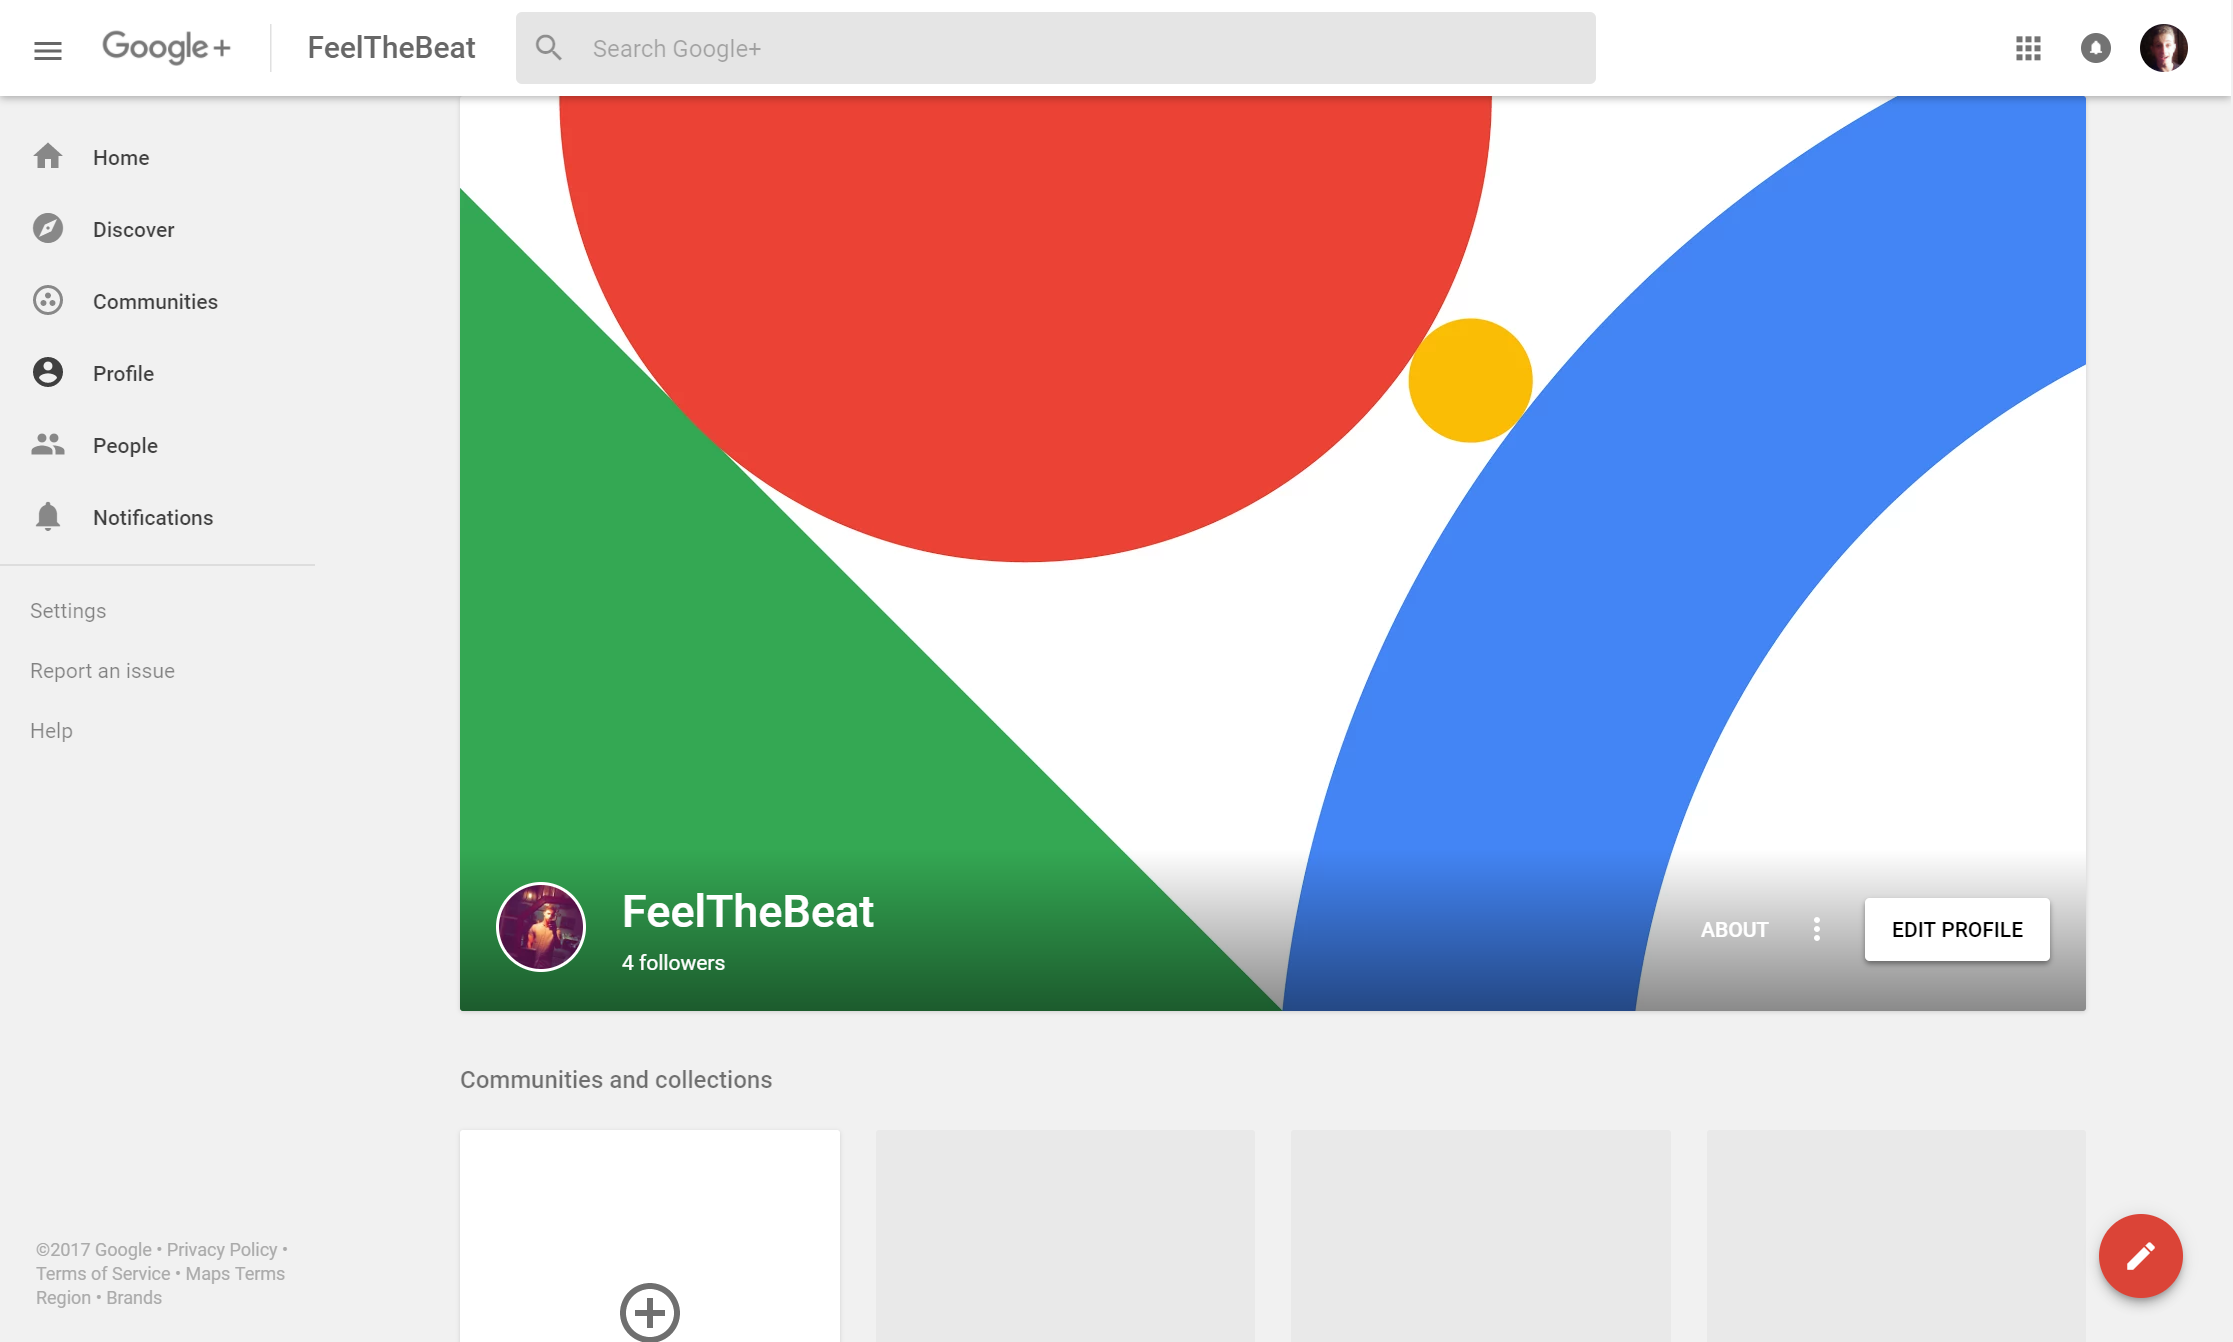 Google+
FeelTheBeat
Search Google+
Home
Discover
Communities
Profile
People
Notifications
Settings
Report an issue
Help
FeelTheBeat
4 followers
ABOUT
EDIT PROFILE
Communities and collections
©2017 Google • Privacy Policy •
Terms of Service • Maps Terms
Region • Brands